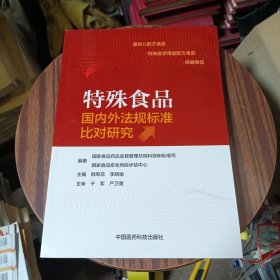 婴幼儿配方食品
特殊医学用途配方食品
保健食品
特殊食品
国内外法规标准
比对研究
编著 国家食品药品监督管理总局科技和标准司
国家食品安全风险评估中心
主编 韩军花 李晓瑜
主审 于军 严卫星
中国医药科技出版社